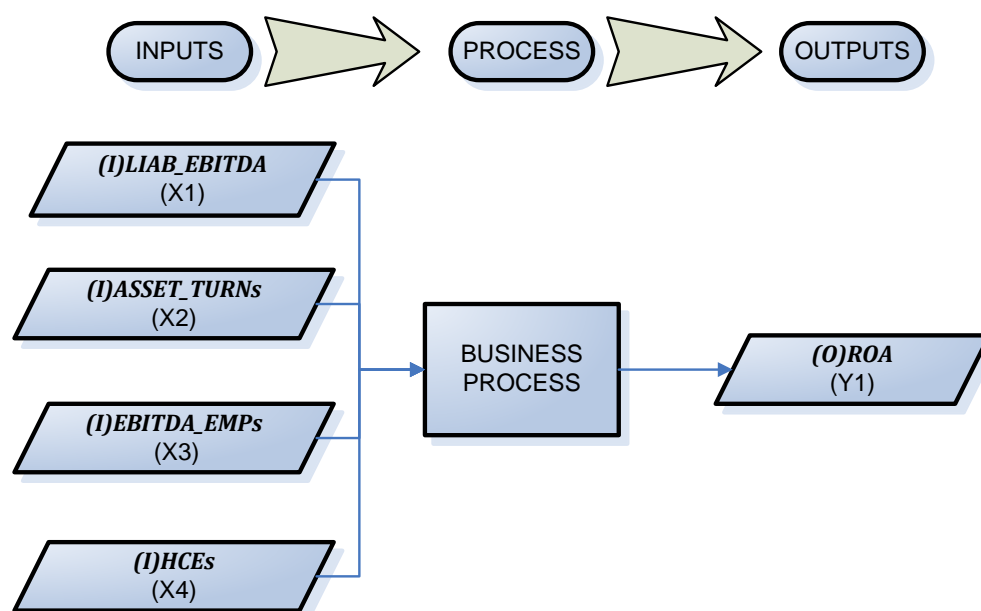 INPUTS
PROCESS
OUTPUTS
(I)LIAB_EBITDA
(X1)
(I)ASSET_TURNs
(X2)
(I)EBITDA_EMPs
(X3)
(I)HCEs
(X4)
BUSINESS
PROCESS
(O)ROA
(Y1)